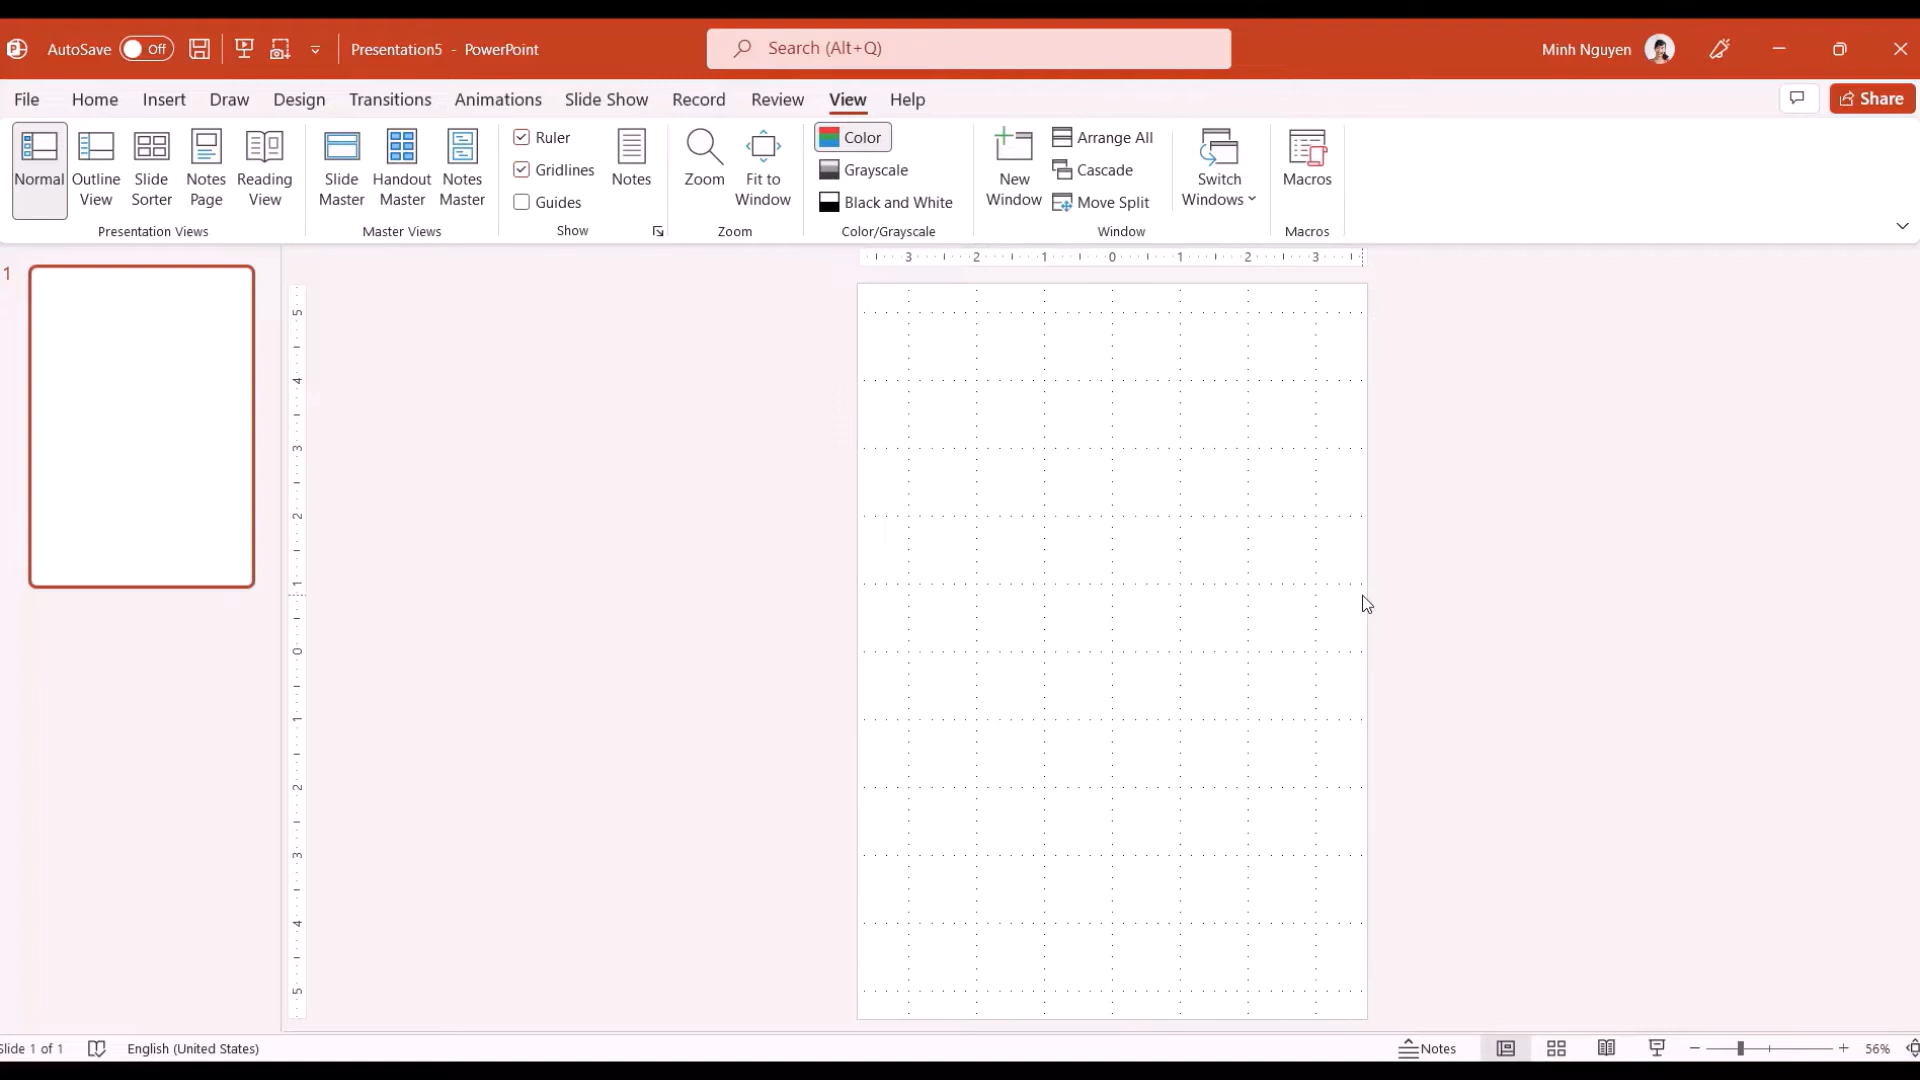 AutoSave Off Presentation5 - PowerPoint Search (Alt+Q) Minh Nguyen
File Home Insert Draw Design Transitions Animations Slide Show Record Review View Help Share
Normal
Outline View
Slide Sorter
Notes Page
Reading View
Presentation Views
Slide Master
Handout Master
Notes Master
Master Views
Ruler
Gridlines
Guides
Notes
Show
Zoom
Fit to Window
Zoom
Color
Grayscale
Black and White
Color/Grayscale
New Window
Arrange All
Cascade
Move Split
Switch Windows
Window
Macros
Macros
3 2 1 0 1 2 3
1
5
4
3
2
1
0
1
2
3
4
5
Slide 1 of 1 English (United States) Notes 56%